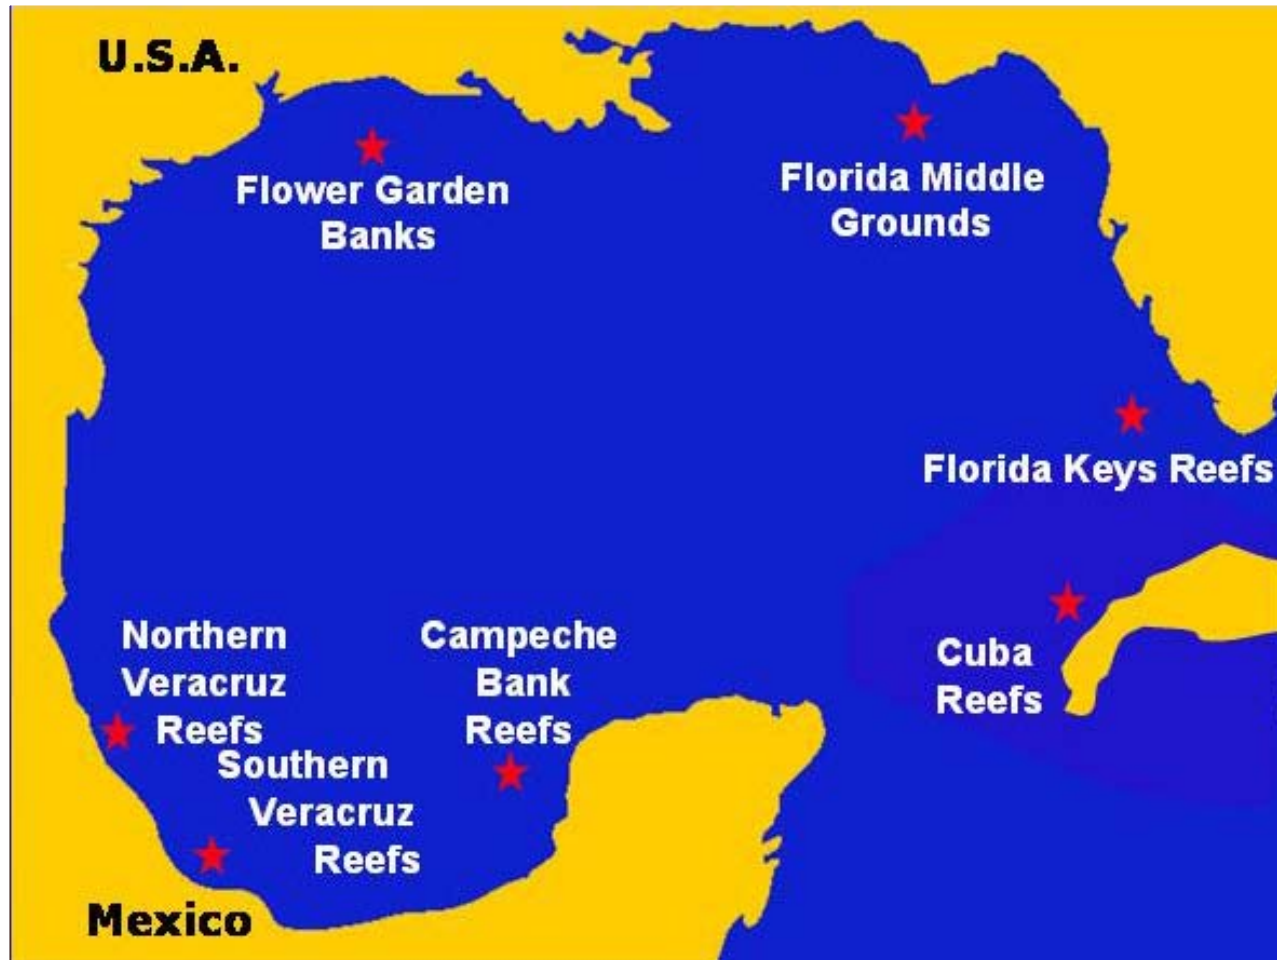 U.S.A.
Flower Garden
Banks
Florida Middle
Grounds
Florida Keys Reefs
Northern
Veracruz
Reefs
Campeche
Bank
Reefs
Cuba
Reefs
Southern
Veracruz
Reefs
Mexico